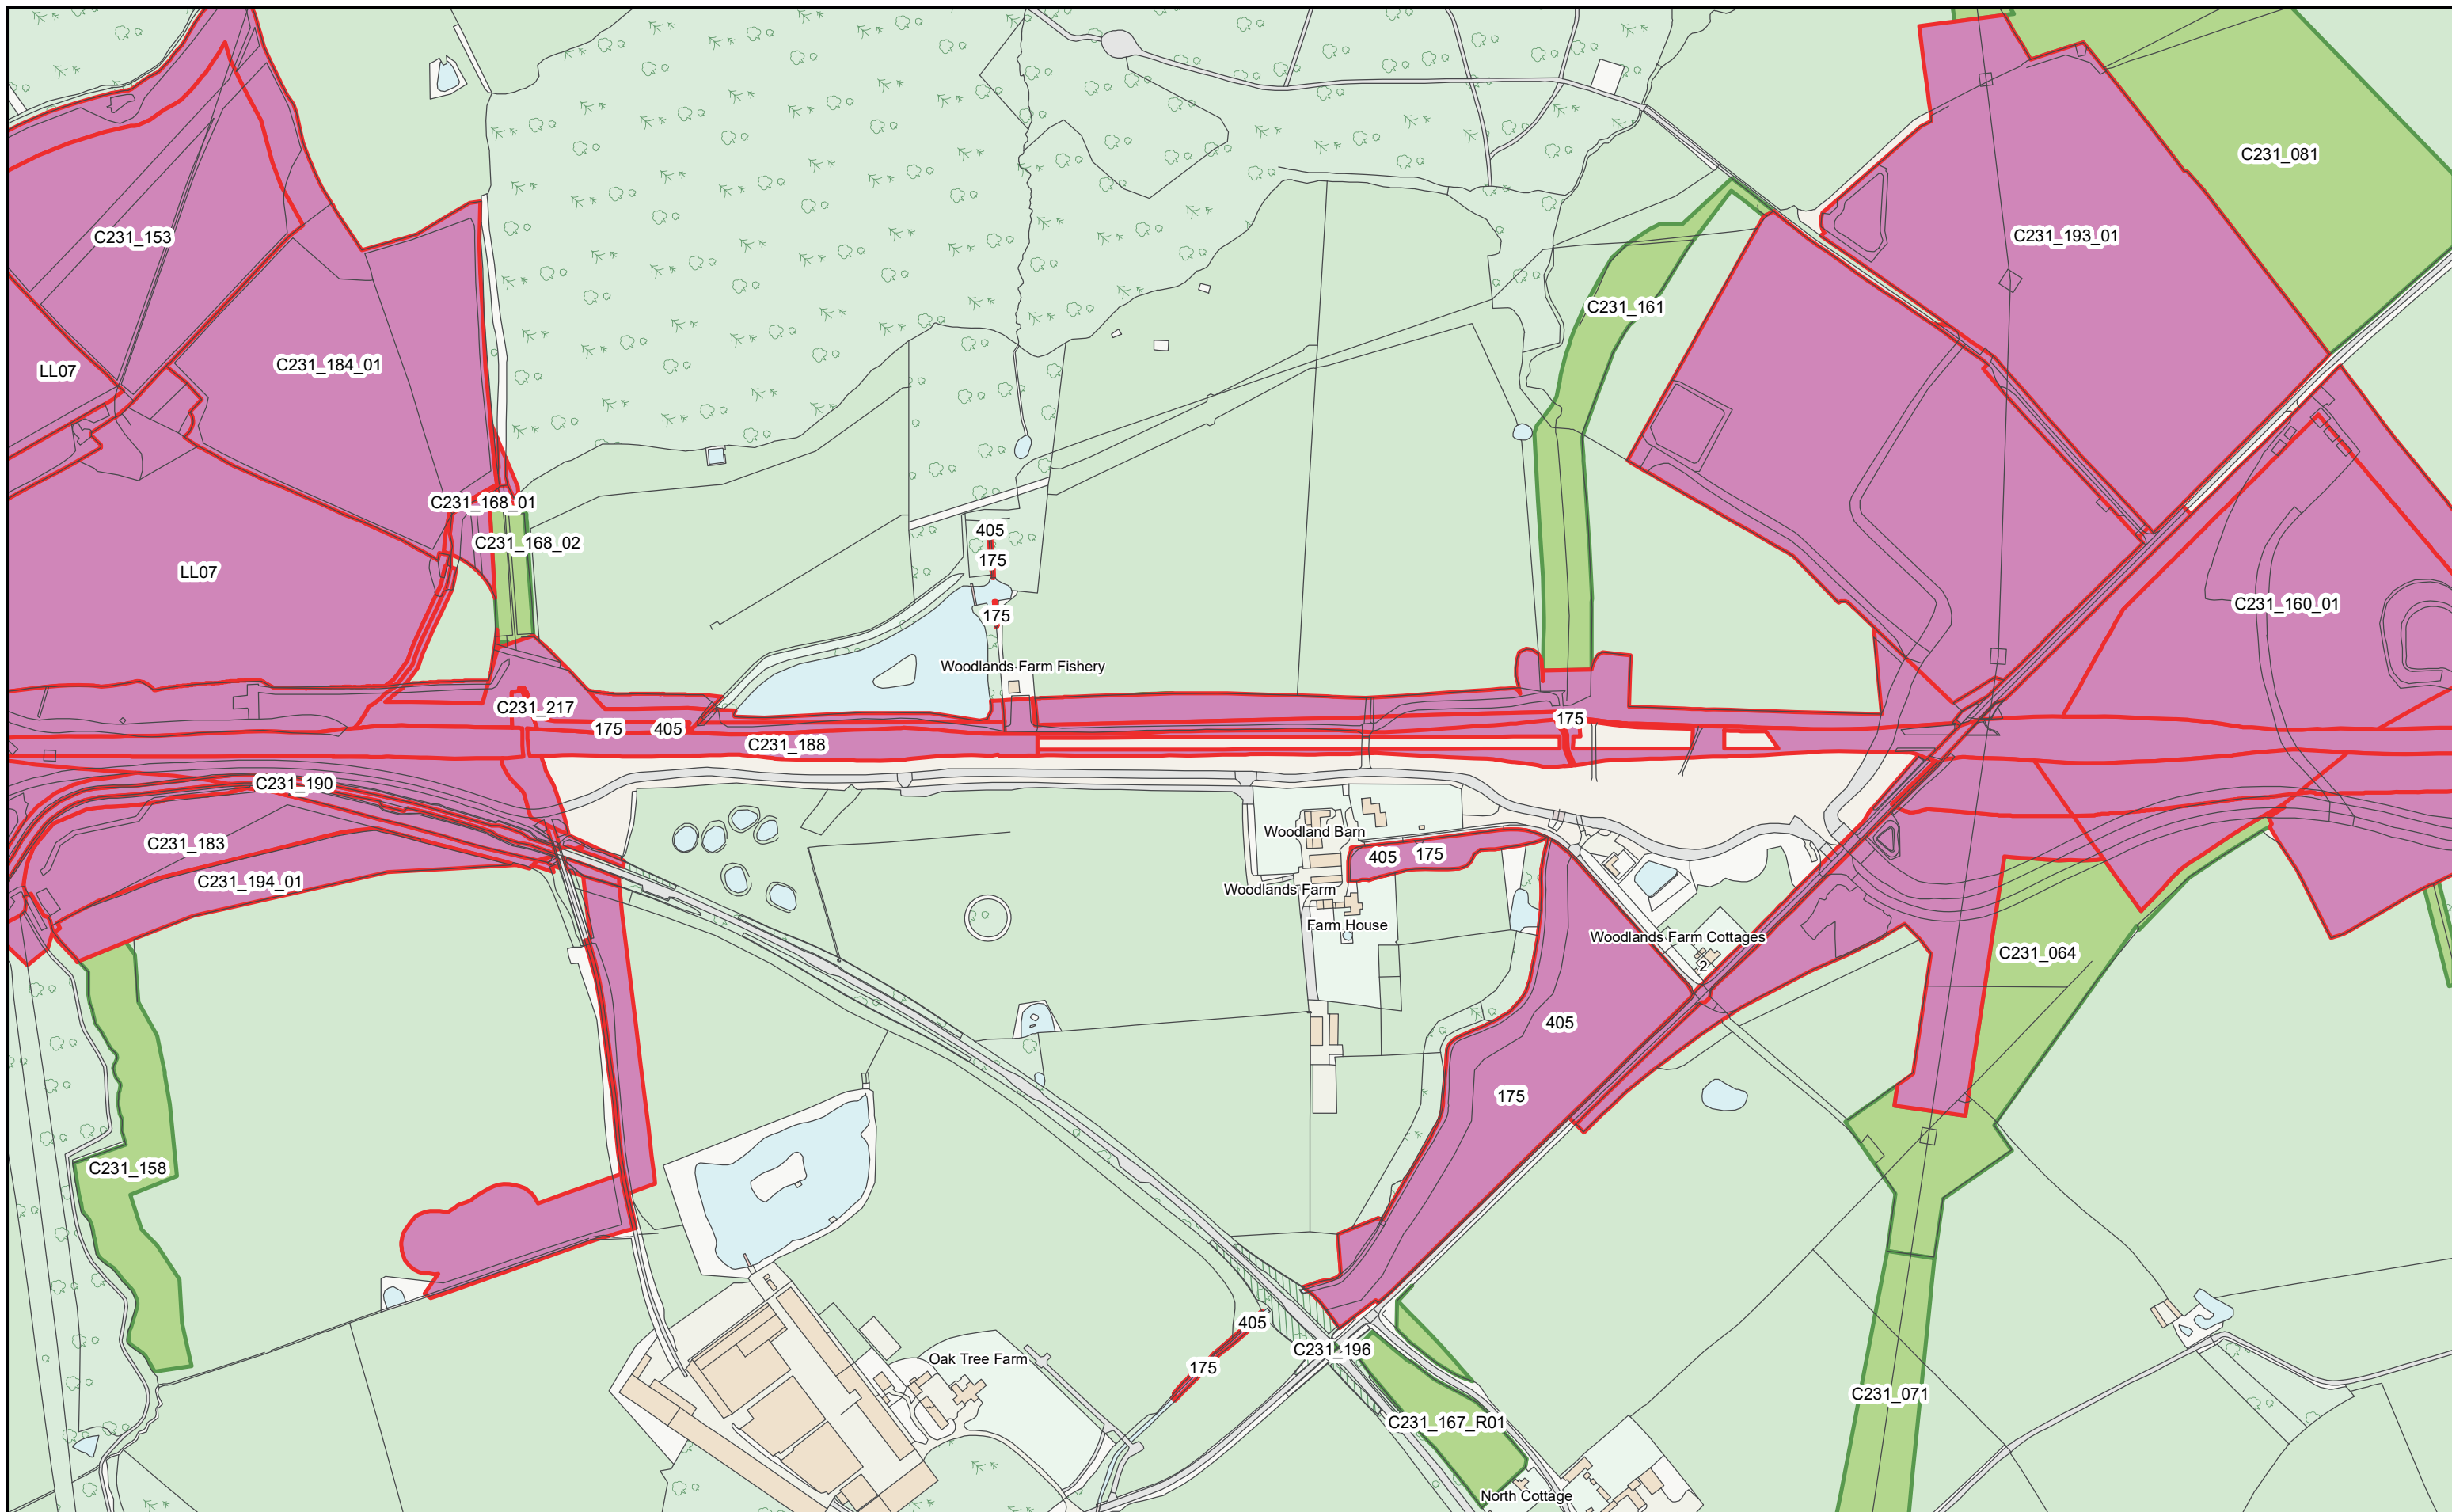 C231_081
C231_153
C231_193_01
C231_161
C231_184_01
LL07
C231_168_01
405
C231_168_02
175
LL07
C231_160_01
175
Woodlands Farm Fishery
C231_217
175
175
405
C231_188
C231_190
Woodland Barn
C231_183
405
175
C231_194_01
Woodlands Farm
Farm House
Woodlands Farm Cottages
C231_064
2
405
175
C231_158
405
C231_196
Oak Tree Farm
175
C231_071
C231_167_R01
North Cottage